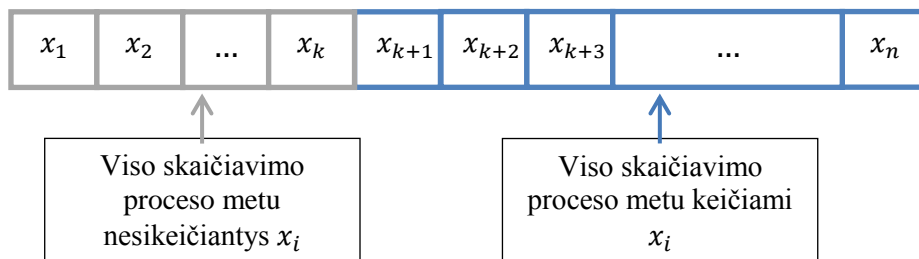 x₁ x₂ ... xₖ xₖ₊₁ xₖ₊₂ xₖ₊₃ ... xₙ
Viso skaičiavimo
proceso metu
nesikeičiantys xᵢ
Viso skaičiavimo
proceso metu keičiami
xᵢ